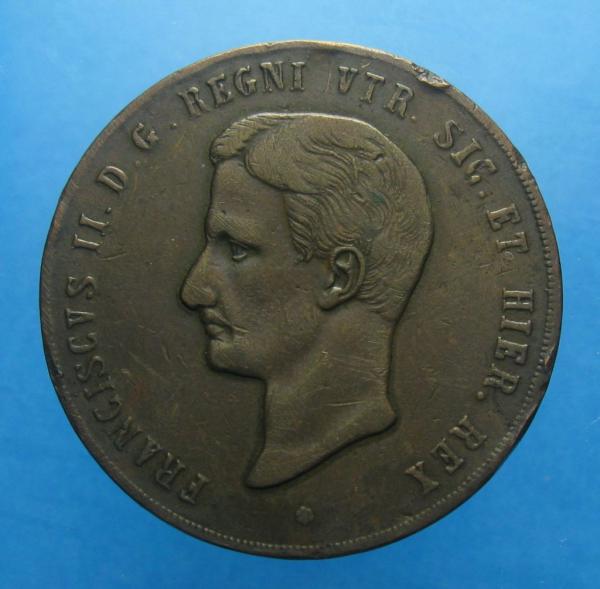 FRANCISCVS II. D. G. REGNI VTR. SIC. ET. HIER. REX